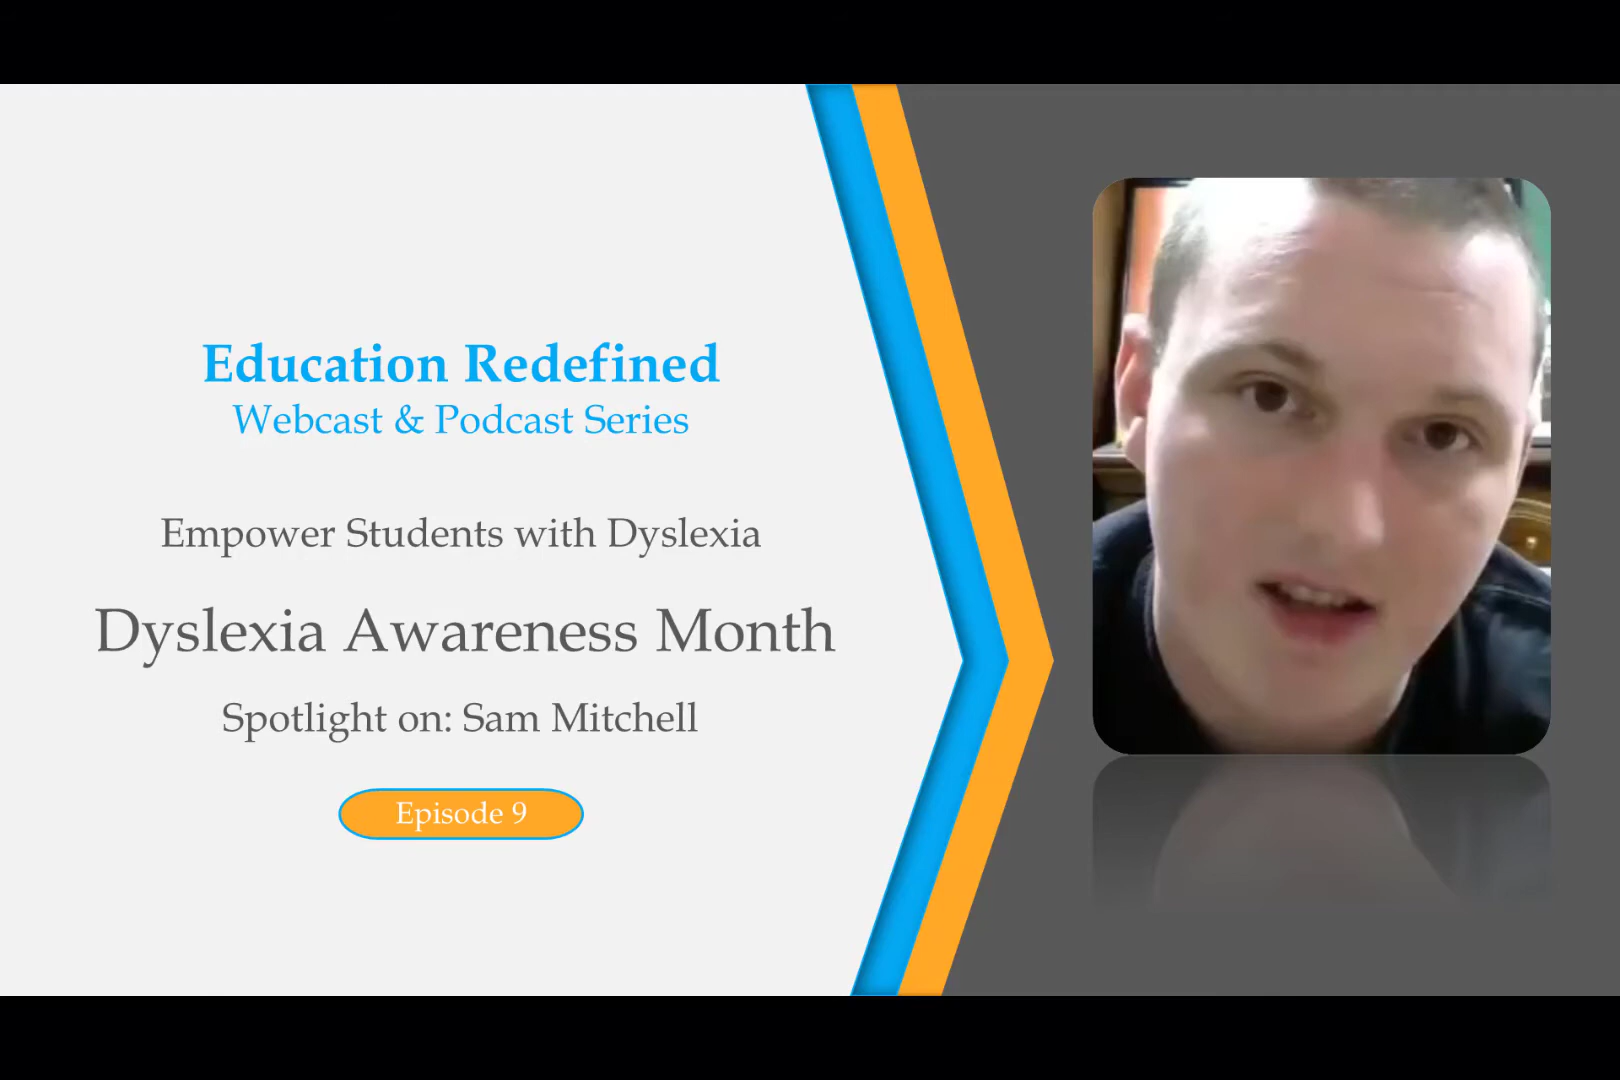 Education Redefined
Webcast & Podcast Series
Empower Students with Dyslexia
Dyslexia Awareness Month
Spotlight on: Sam Mitchell
Episode 9